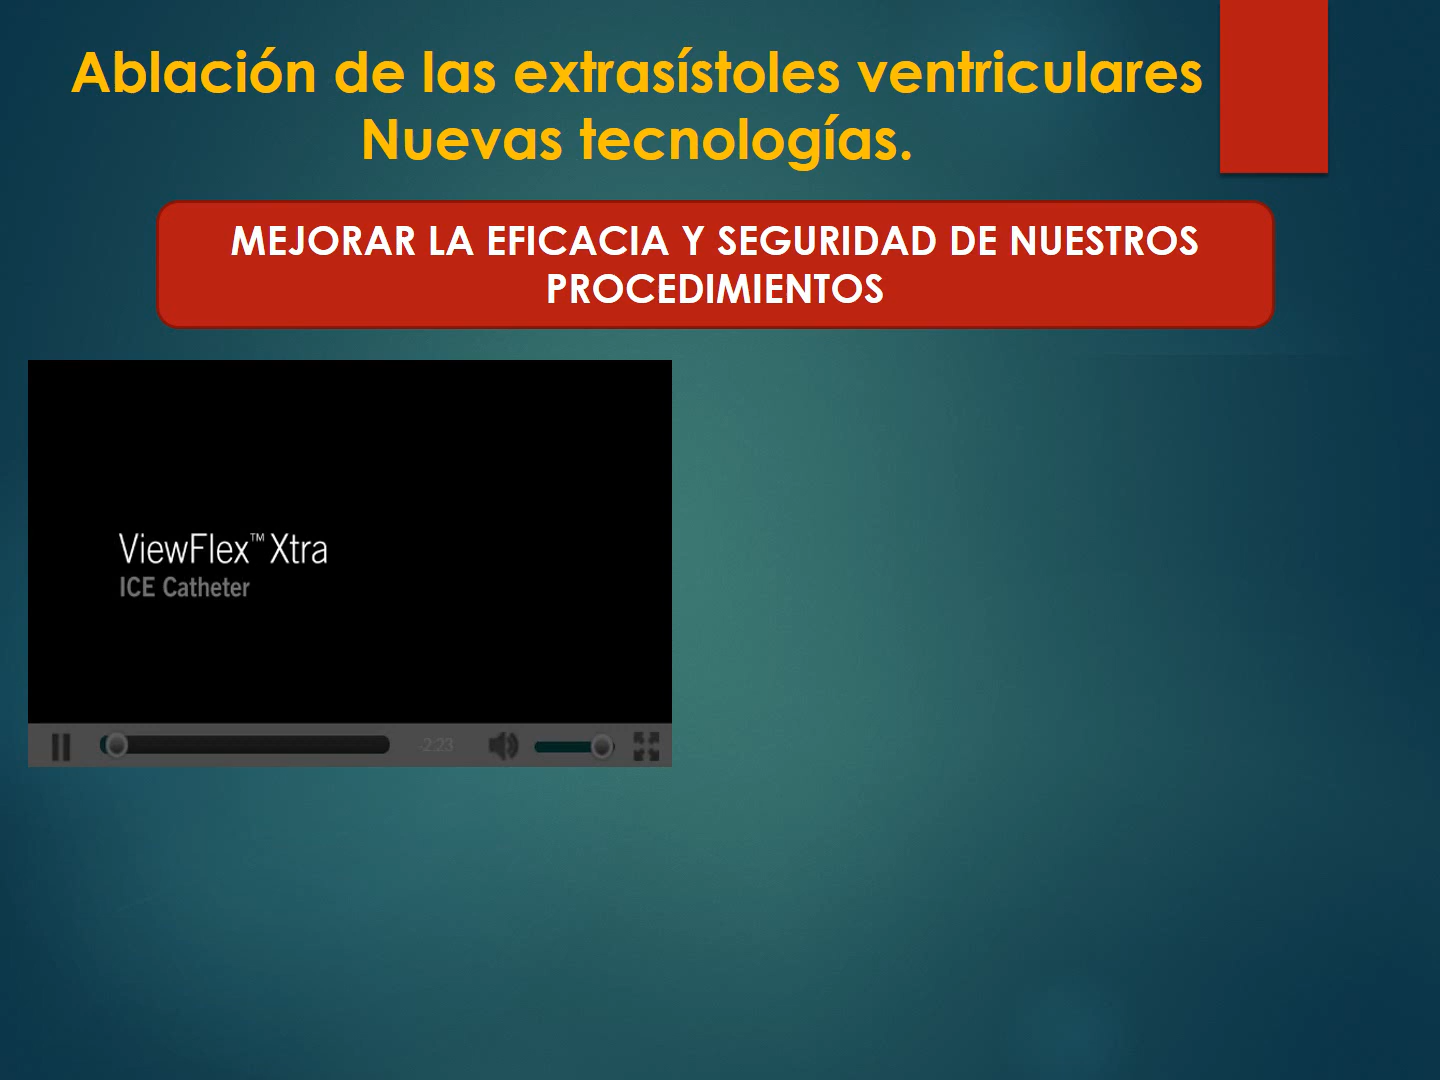 Ablación de las extrasístoles ventriculares
Nuevas tecnologías.
MEJORAR LA EFICACIA Y SEGURIDAD DE NUESTROS
PROCEDIMIENTOS
ViewFlex™ Xtra
ICE Catheter
-2:23